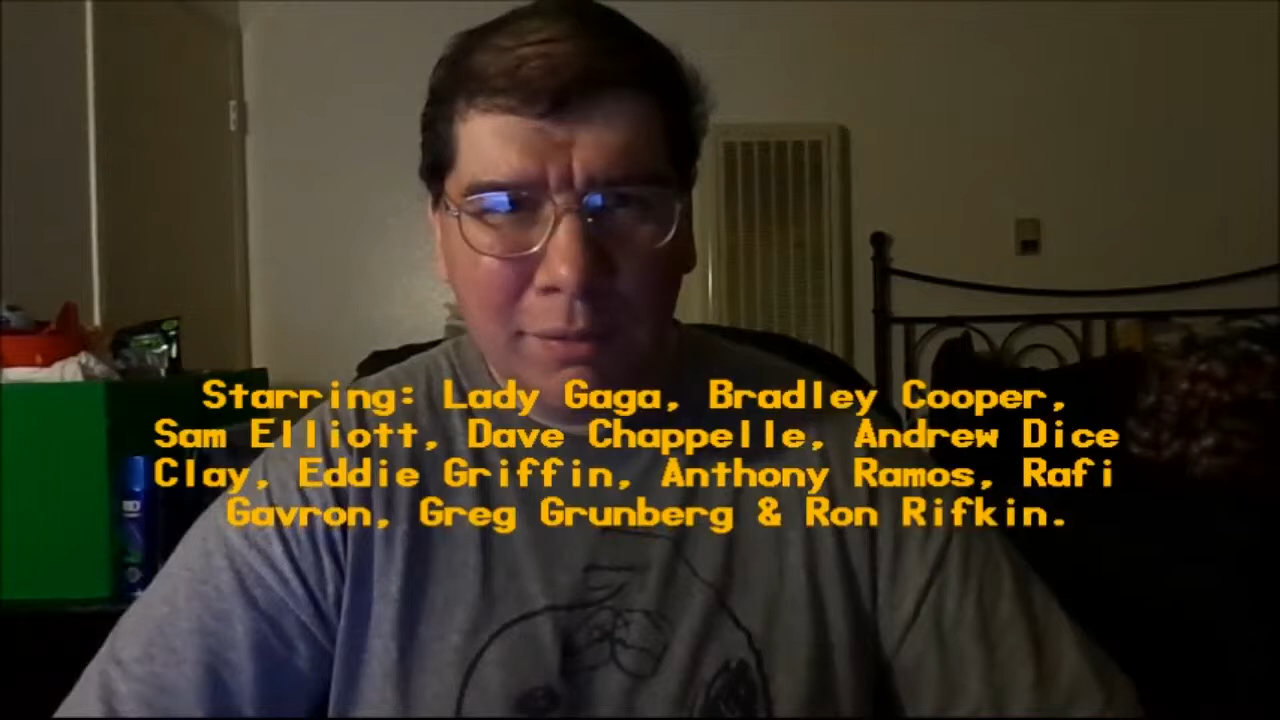 Starring: Lady Gaga, Bradley Cooper,
Sam Elliott, Dave Chappelle, Andrew Dice
Clay, Eddie Griffin, Anthony Ramos, Rafi
Gavron, Greg Grunberg & Ron Rifkin.